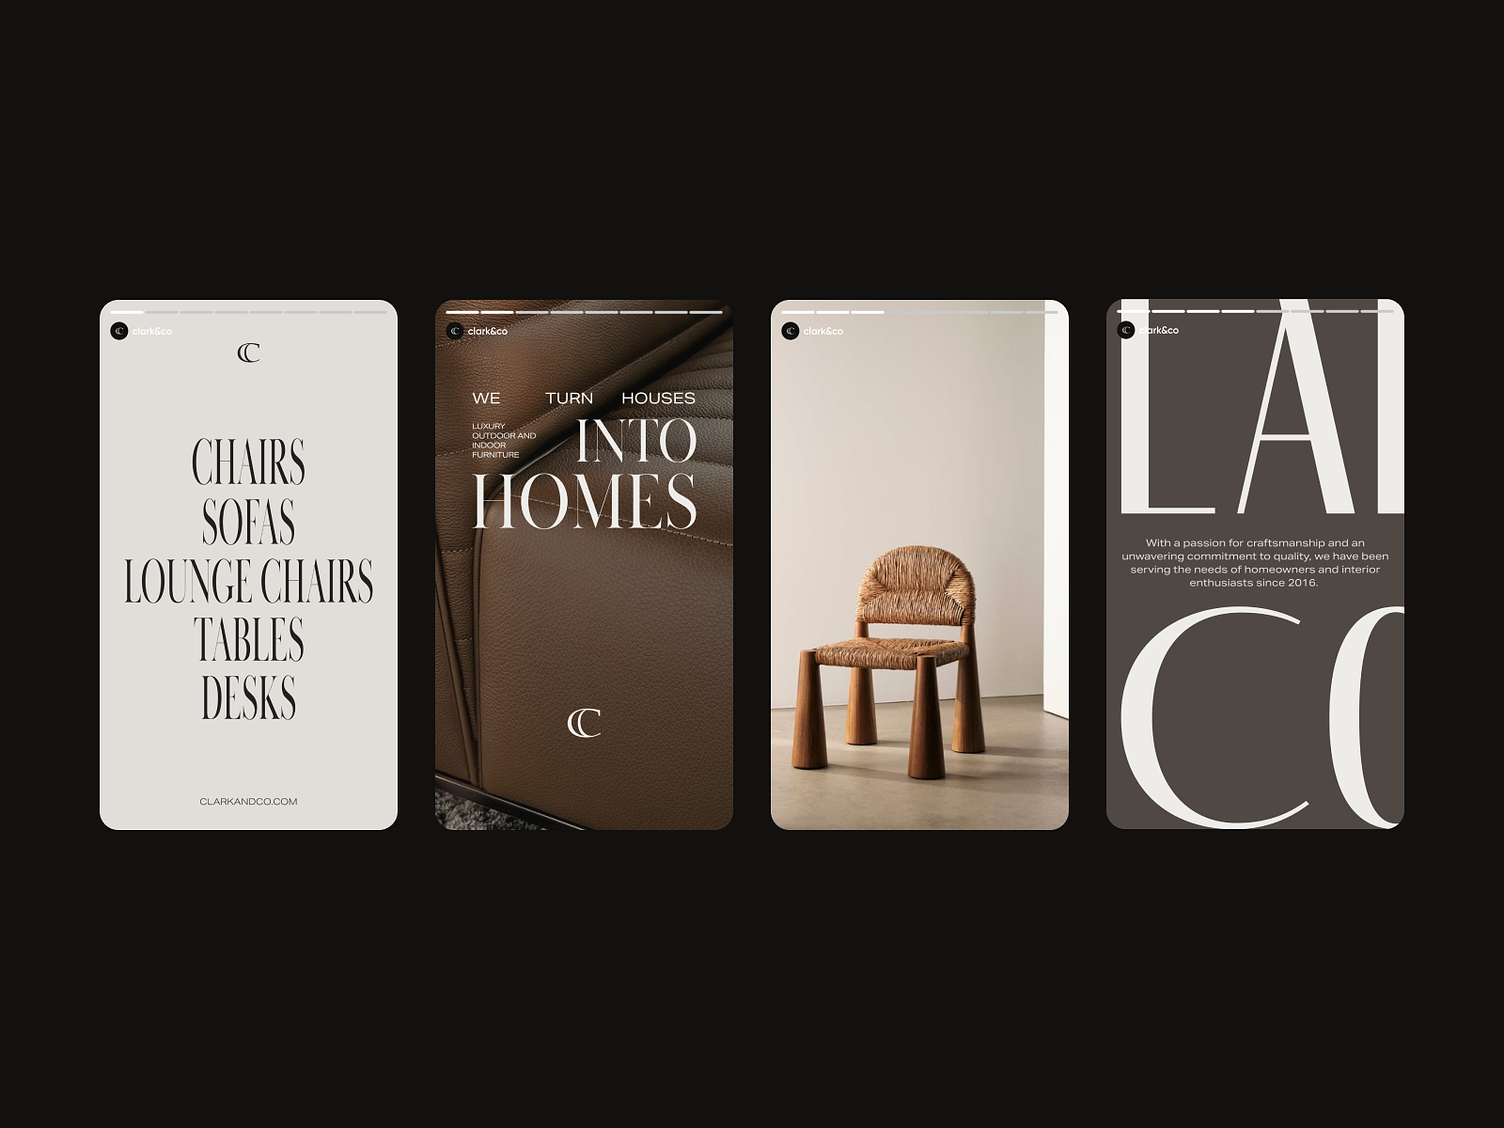 clark&co
CC
CHAIRS
SOFAS
LOUNGE CHAIRS
TABLES
DESKS
CLARKANDCO.COM
clark&co
WE TURN HOUSES
LUXURY
OUTDOOR AND
INDOOR
FURNITURE
INTO
HOMES
CC
clark&co
clark&co
LA
With a passion for craftsmanship and an
unwavering commitment to quality, we have been
serving the needs of homeowners and interior
enthusiasts since 2016.
CO